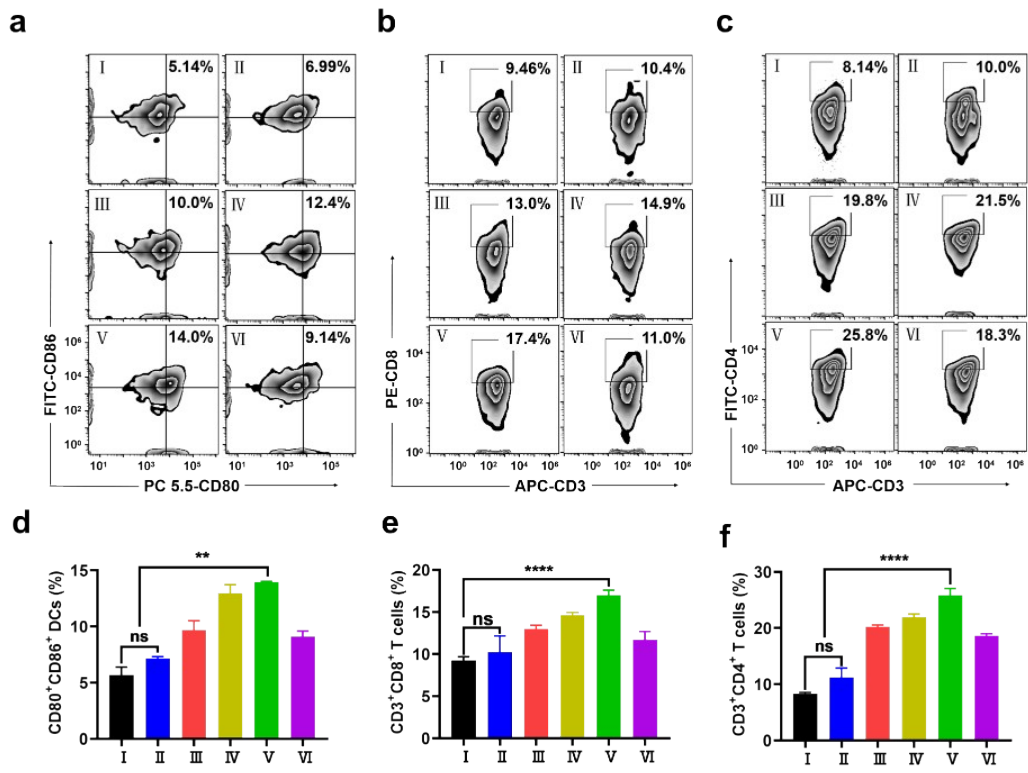 a
b
c
I
5.14%
II
6.99%
III
10.0%
IV
12.4%
V
14.0%
VI
9.14%
10⁶
10⁴
10²
10⁰
10¹
10³
10⁵
10¹
10³
10⁵
FITC-CD86
PC 5.5-CD80
I
9.46%
II
10.4%
III
13.0%
IV
14.9%
V
17.4%
VI
11.0%
10⁴
10²
10⁰
10⁰
10²
10⁴
10⁶
10⁰
10²
10⁴
10⁶
PE-CD8
APC-CD3
I
8.14%
II
10.0%
III
19.8%
IV
21.5%
V
25.8%
VI
18.3%
10⁴
10²
10⁰
10⁰
10²
10⁴
10⁶
10⁰
10²
10⁴
10⁶
FITC-CD4
APC-CD3
d
CD80⁺CD86⁺ DCs (%)
15
10
5
0
ns
**
I II III IV V VI
e
CD3⁺CD8⁺ T cells (%)
20
15
10
5
0
ns
****
I II III IV V VI
f
CD3⁺CD4⁺ T cells (%)
30
20
10
0
ns
****
I II III IV V VI